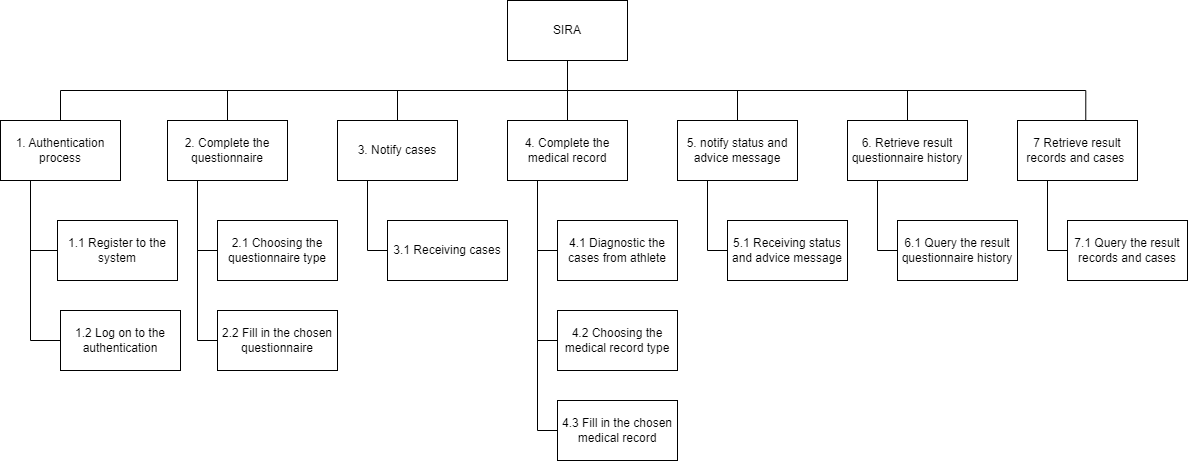 SIRA
1. Authentication
process
2. Complete the
questionnaire
3. Notify cases
4. Complete the
medical record
5. notify status and
advice message
6. Retrieve result
questionnaire history
7 Retrieve result
records and cases
1.1 Register to the
system
2.1 Choosing the
questionnaire type
3.1 Receiving cases
4.1 Diagnostic the
cases from athlete
5.1 Receiving status
and advice message
6.1 Query the result
questionnaire history
7.1 Query the result
records and cases
1.2 Log on to the
authentication
2.2 Fill in the chosen
questionnaire
4.2 Choosing the
medical record type
4.3 Fill in the chosen
medical record